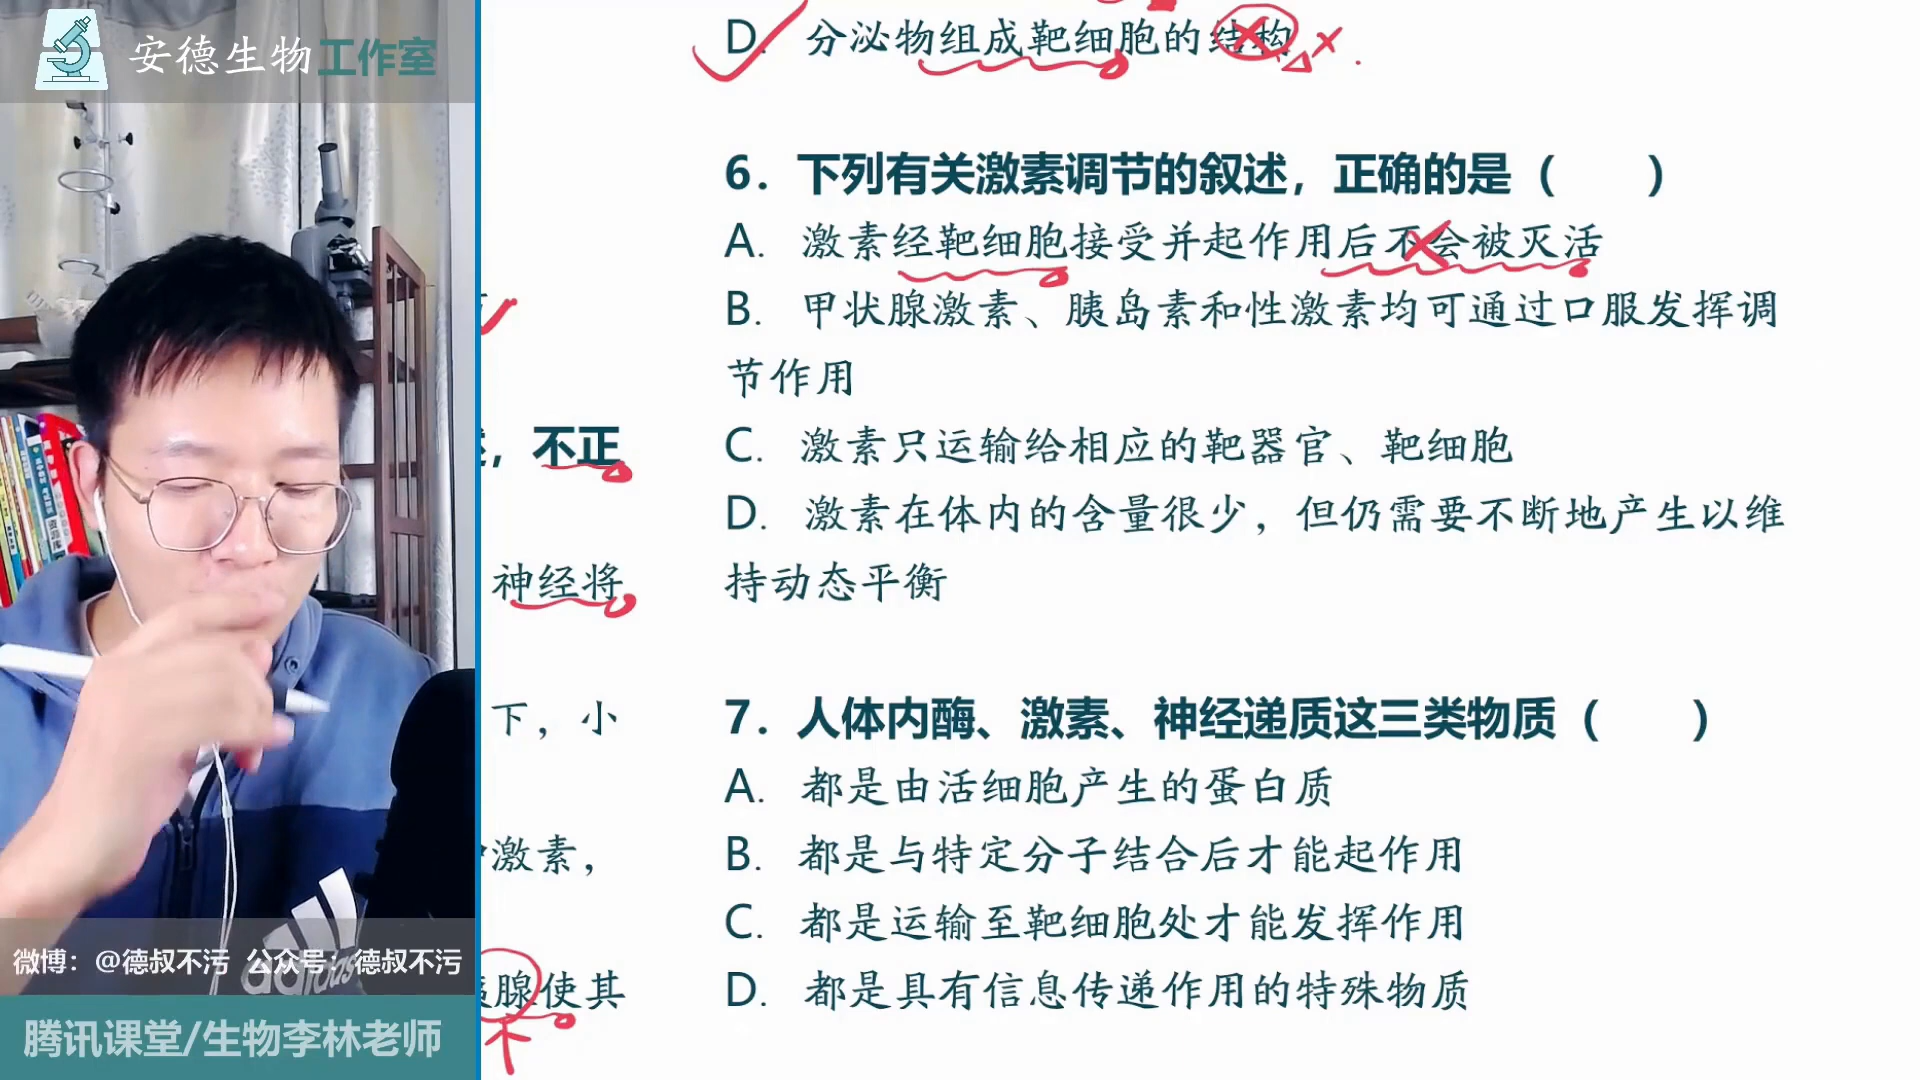 安德生物工作室
D. 分泌物组成靶细胞的结构
6. 下列有关激素调节的叙述，正确的是（ ）
A. 激素经靶细胞接受并起作用后不会被灭活
B. 甲状腺激素、胰岛素和性激素均可通过口服发挥调
节作用
，不正
C. 激素只运输给相应的靶器官、靶细胞
D. 激素在体内的含量很少，但仍需要不断地产生以维
神经将
持动态平衡
下，小
7. 人体内酶、激素、神经递质这三类物质（ ）
A. 都是由活细胞产生的蛋白质
激素，
B. 都是与特定分子结合后才能起作用
C. 都是运输至靶细胞处才能发挥作用
腺使其
D. 都是具有信息传递作用的特殊物质
adidas
微博：@德叔不污 公众号：德叔不污
腾讯课堂/生物李林老师